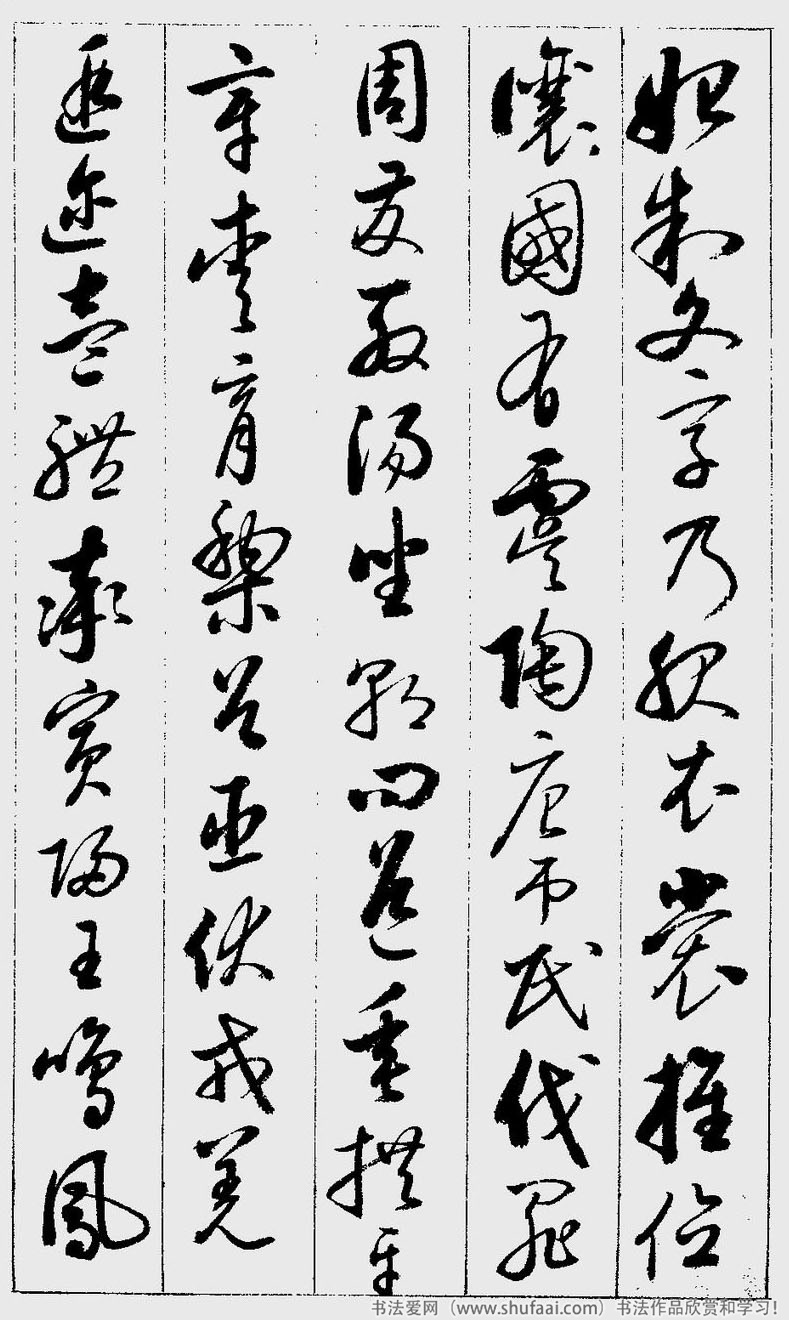 始制文字乃服衣裳推位
讓國有虞陶唐弔民伐罪
周發殷湯坐朝問道垂拱平
章愛育黎首臣伏戎羌
遐邇壹體率賓歸王鳴鳳
书法爱网（www.shufaai.com）书法作品欣赏和学习！